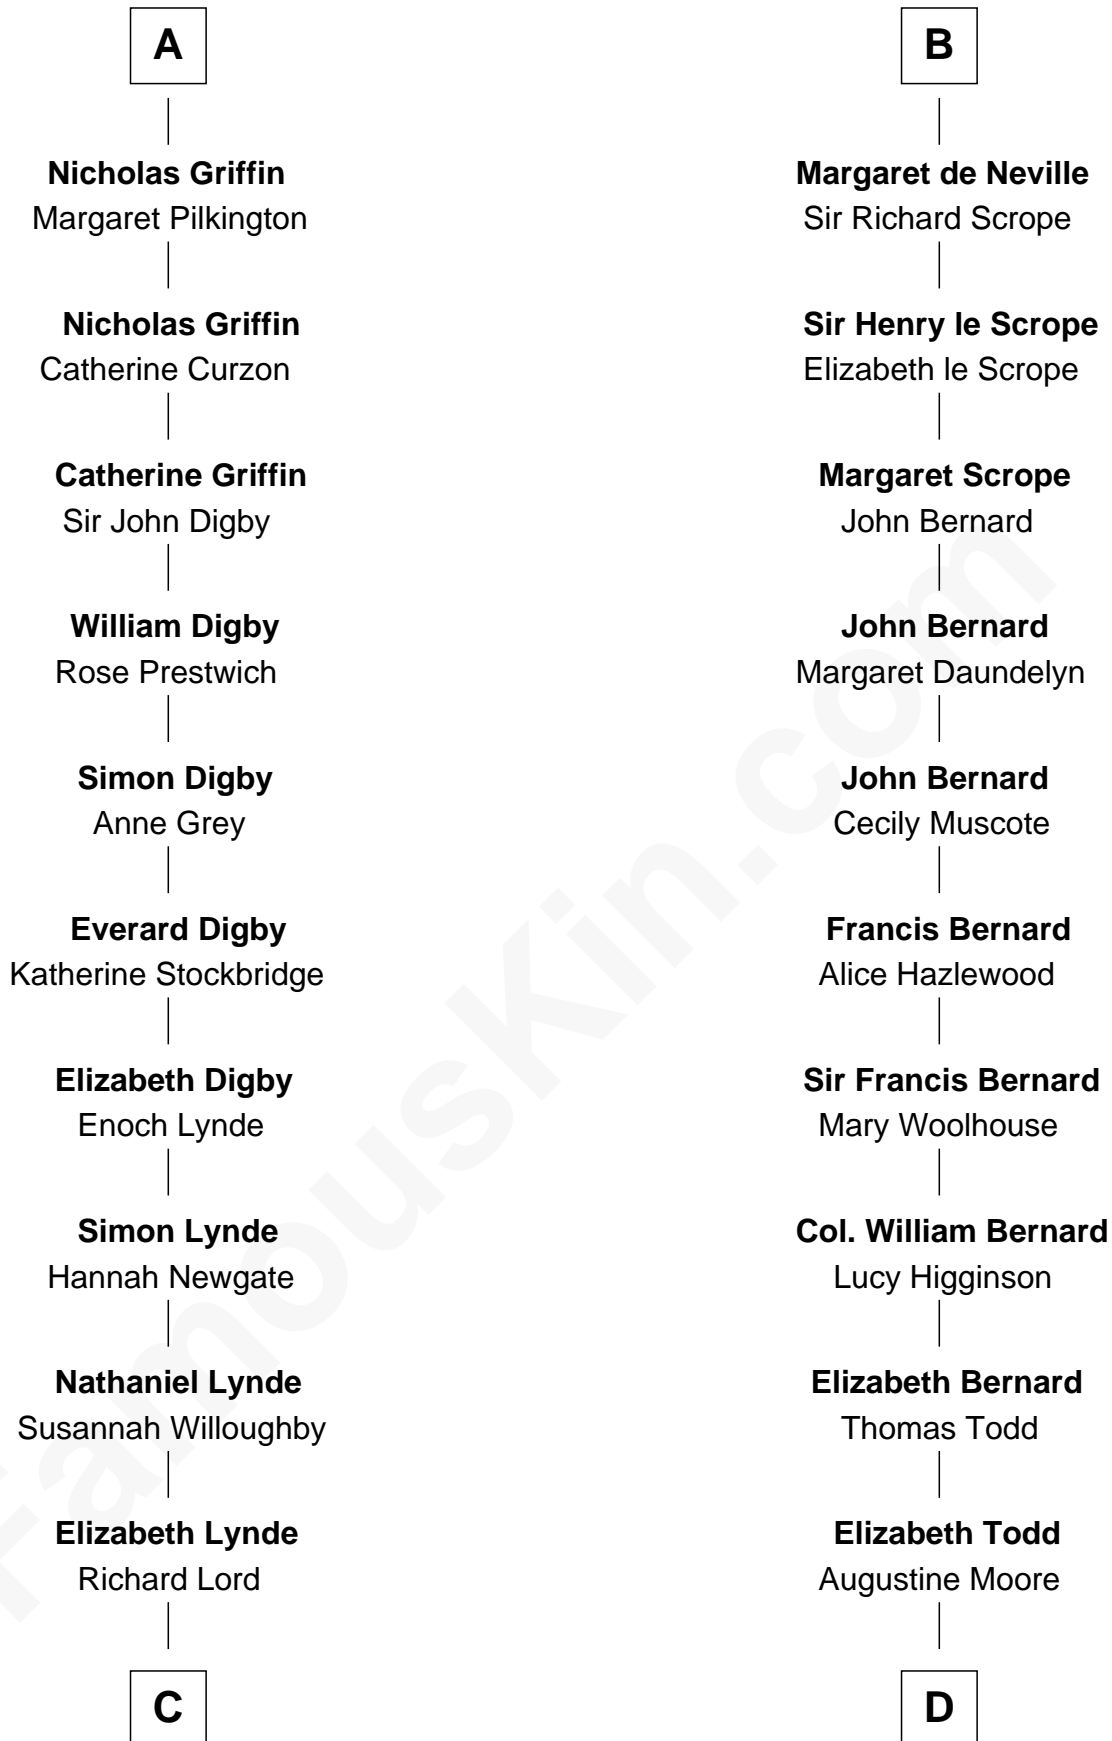 A
Nicholas Griffin
Margaret Pilkington
Nicholas Griffin
Catherine Curzon
Catherine Griffin
Sir John Digby
William Digby
Rose Prestwich
Simon Digby
Anne Grey
Everard Digby
Katherine Stockbridge
Elizabeth Digby
Enoch Lynde
Simon Lynde
Hannah Newgate
Nathaniel Lynde
Susannah Willoughby
Elizabeth Lynde
Richard Lord
C
B
Margaret de Neville
Sir Richard Scrope
Sir Henry le Scrope
Elizabeth le Scrope
Margaret Scrope
John Bernard
John Bernard
Margaret Daundelyn
John Bernard
Cecily Muscote
Francis Bernard
Alice Hazlewood
Sir Francis Bernard
Mary Woolhouse
Col. William Bernard
Lucy Higginson
Elizabeth Bernard
Thomas Todd
Elizabeth Todd
Augustine Moore
D
FamousKin.com